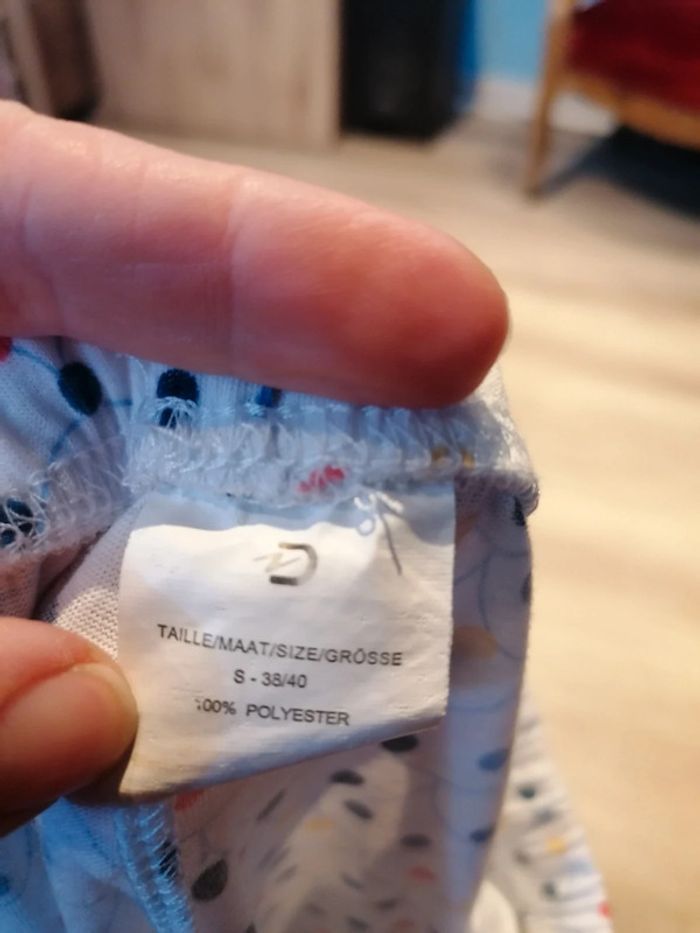 TAILLE/MAAT/SIZE/GRÖSSE
S - 38/40
100% POLYESTER